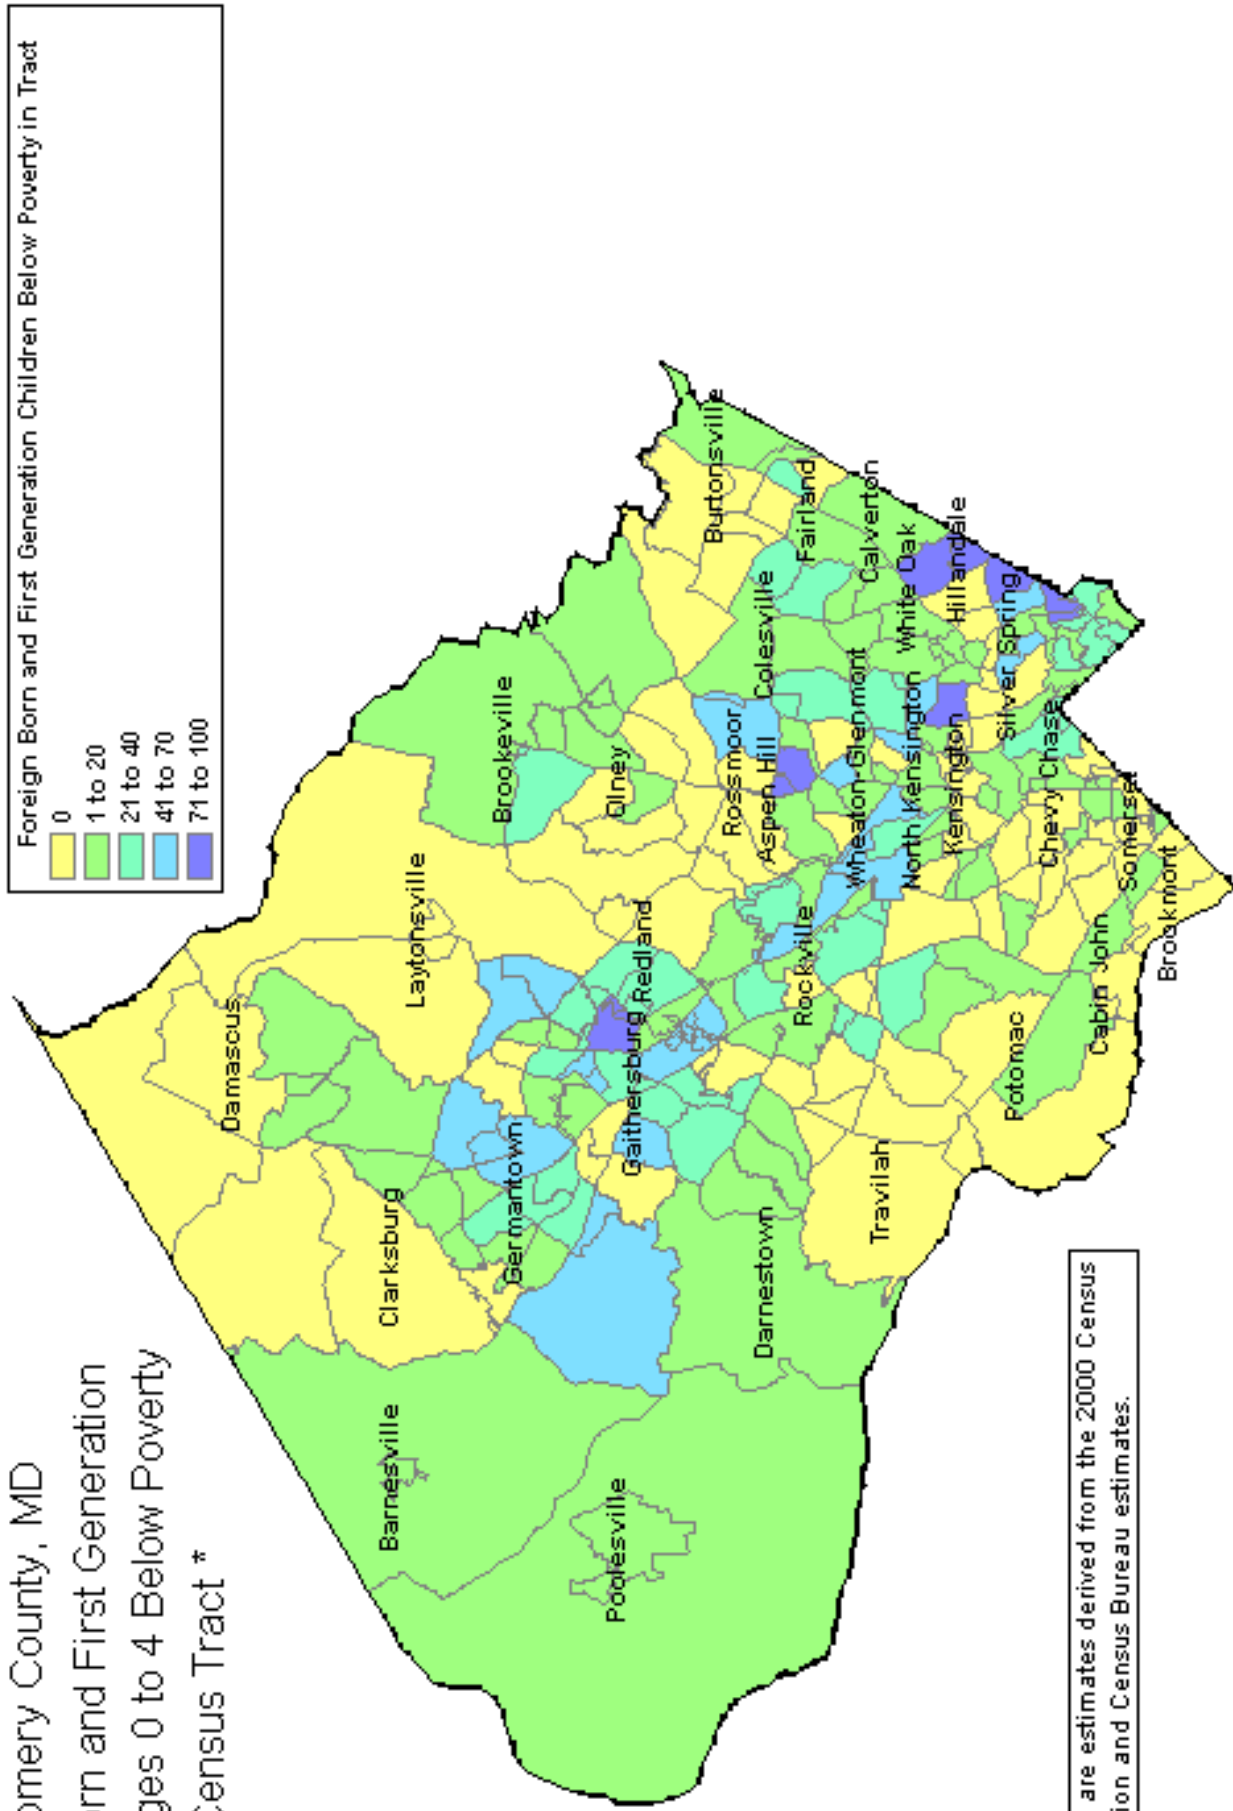 omery County, MD
rn and First Generation
ges 0 to 4 Below Poverty
Census Tract *
Foreign Born and First Generation Children Below Poverty in Tract
0
1 to 20
21 to 40
41 to 70
71 to 100
Damascus
Laytonsville
Clarksburg
Barnesville
Brookeville
Germantown
Olney
Redland
Gaithersburg
Poolesville
Burtonsville
Rossmoor
Colesville
Aspen Hill
Fairland
Rockville
Darnestown
Calverton
Wheaton-Glenmont
White Oak
North Kensington
Travilah
Hillandale
Kensington
Silver Spring
Potomac
Chevy Chase
Cabin John
Somerset
Brookmont
are estimates derived from the 2000 Census
ion and Census Bureau estimates.